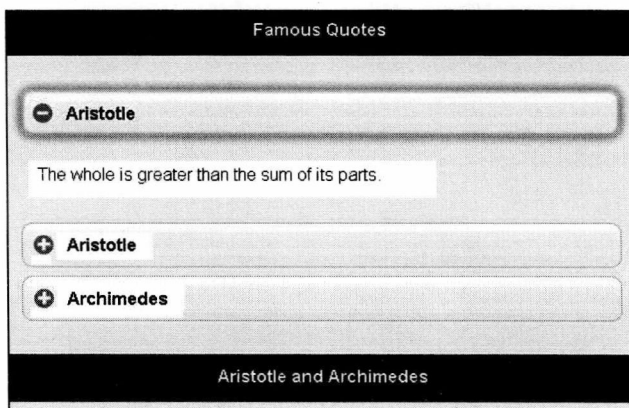 Famous Quotes
Aristotle
The whole is greater than the sum of its parts.
Aristotle
Archimedes
Aristotle and Archimedes